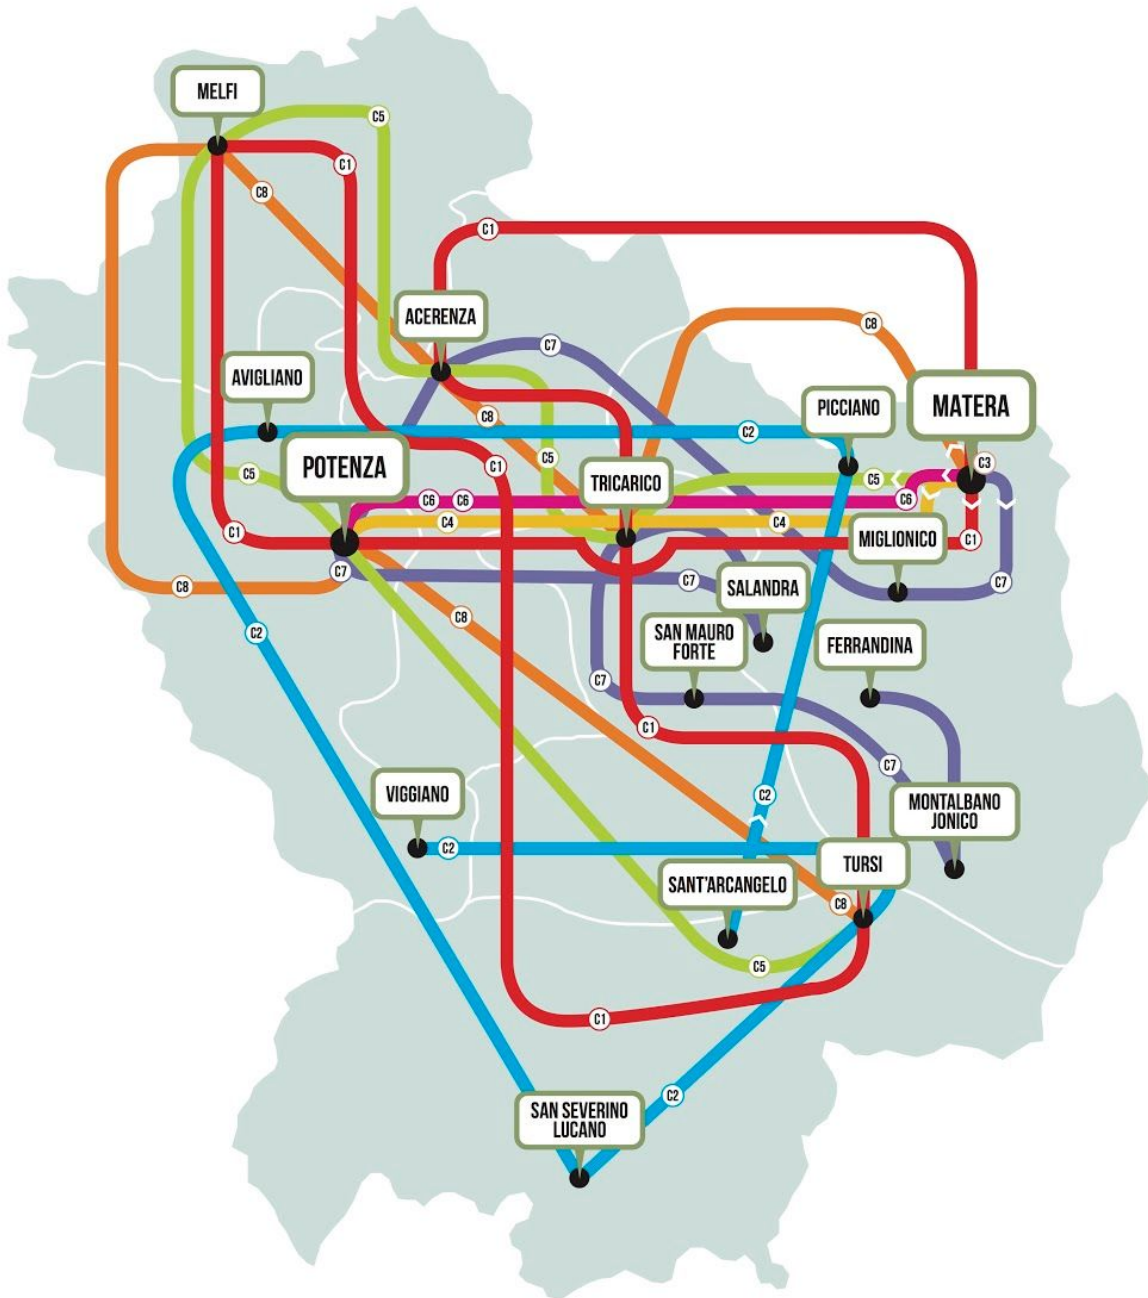 MELFI
C5
C1
C8
C1
ACERENZA
C8
C7
AVIGLIANO
PICCIANO
MATERA
C8
C2
POTENZA
C1
C5
TRICARICO
C3
C5
C5
C6
C6
C6
C4
C4
C1
MIGLIONICO
C1
C7
C8
C7
SALANDRA
C7
C8
C2
SAN MAURO
FORTE
FERRANDINA
C7
C1
C7
VIGGIANO
C2
MONTALBANO
JONICO
C2
TURSI
SANT'ARCANGELO
C8
C5
C1
C2
SAN SEVERINO
LUCANO